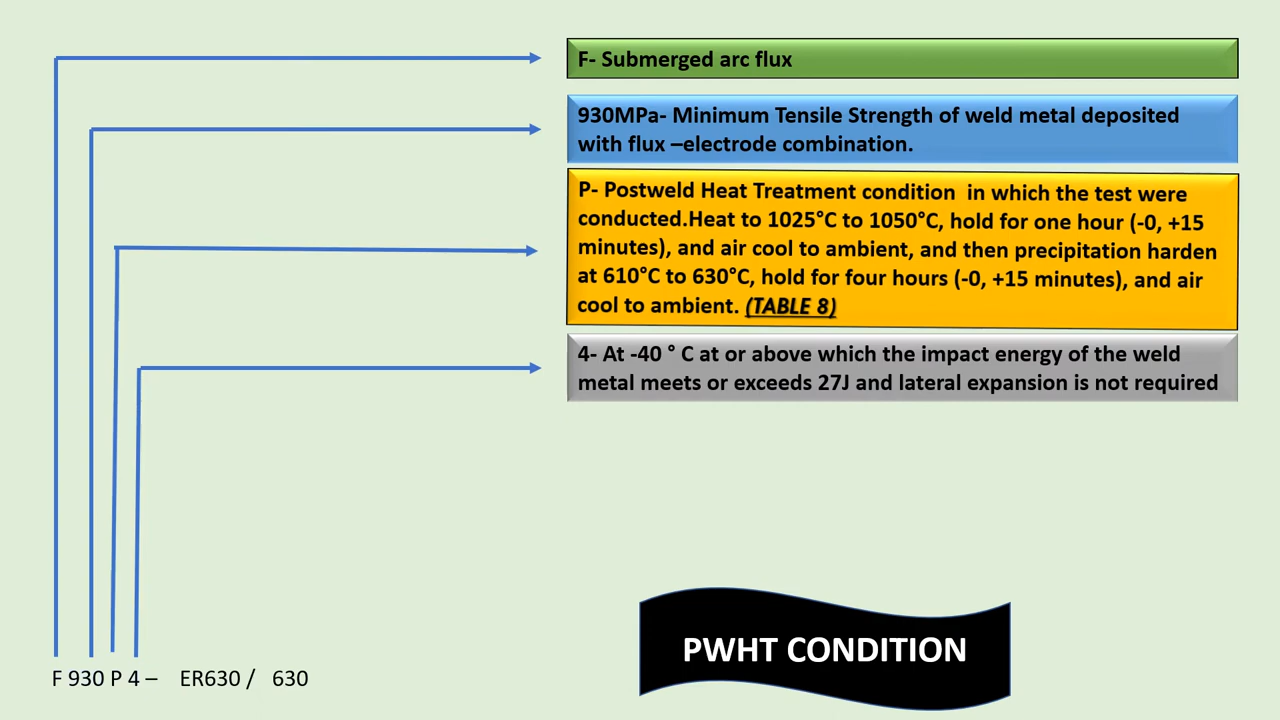 F- Submerged arc flux
930MPa- Minimum Tensile Strength of weld metal deposited
with flux –electrode combination.
P- Postweld Heat Treatment condition  in which the test were
conducted.Heat to 1025°C to 1050°C, hold for one hour (-0, +15
minutes), and air cool to ambient, and then precipitation harden
at 610°C to 630°C, hold for four hours (-0, +15 minutes), and air
cool to ambient. (TABLE 8)
4- At -40 ° C at or above which the impact energy of the weld
metal meets or exceeds 27J and lateral expansion is not required
PWHT CONDITION
F 930 P 4 –    ER630 /   630